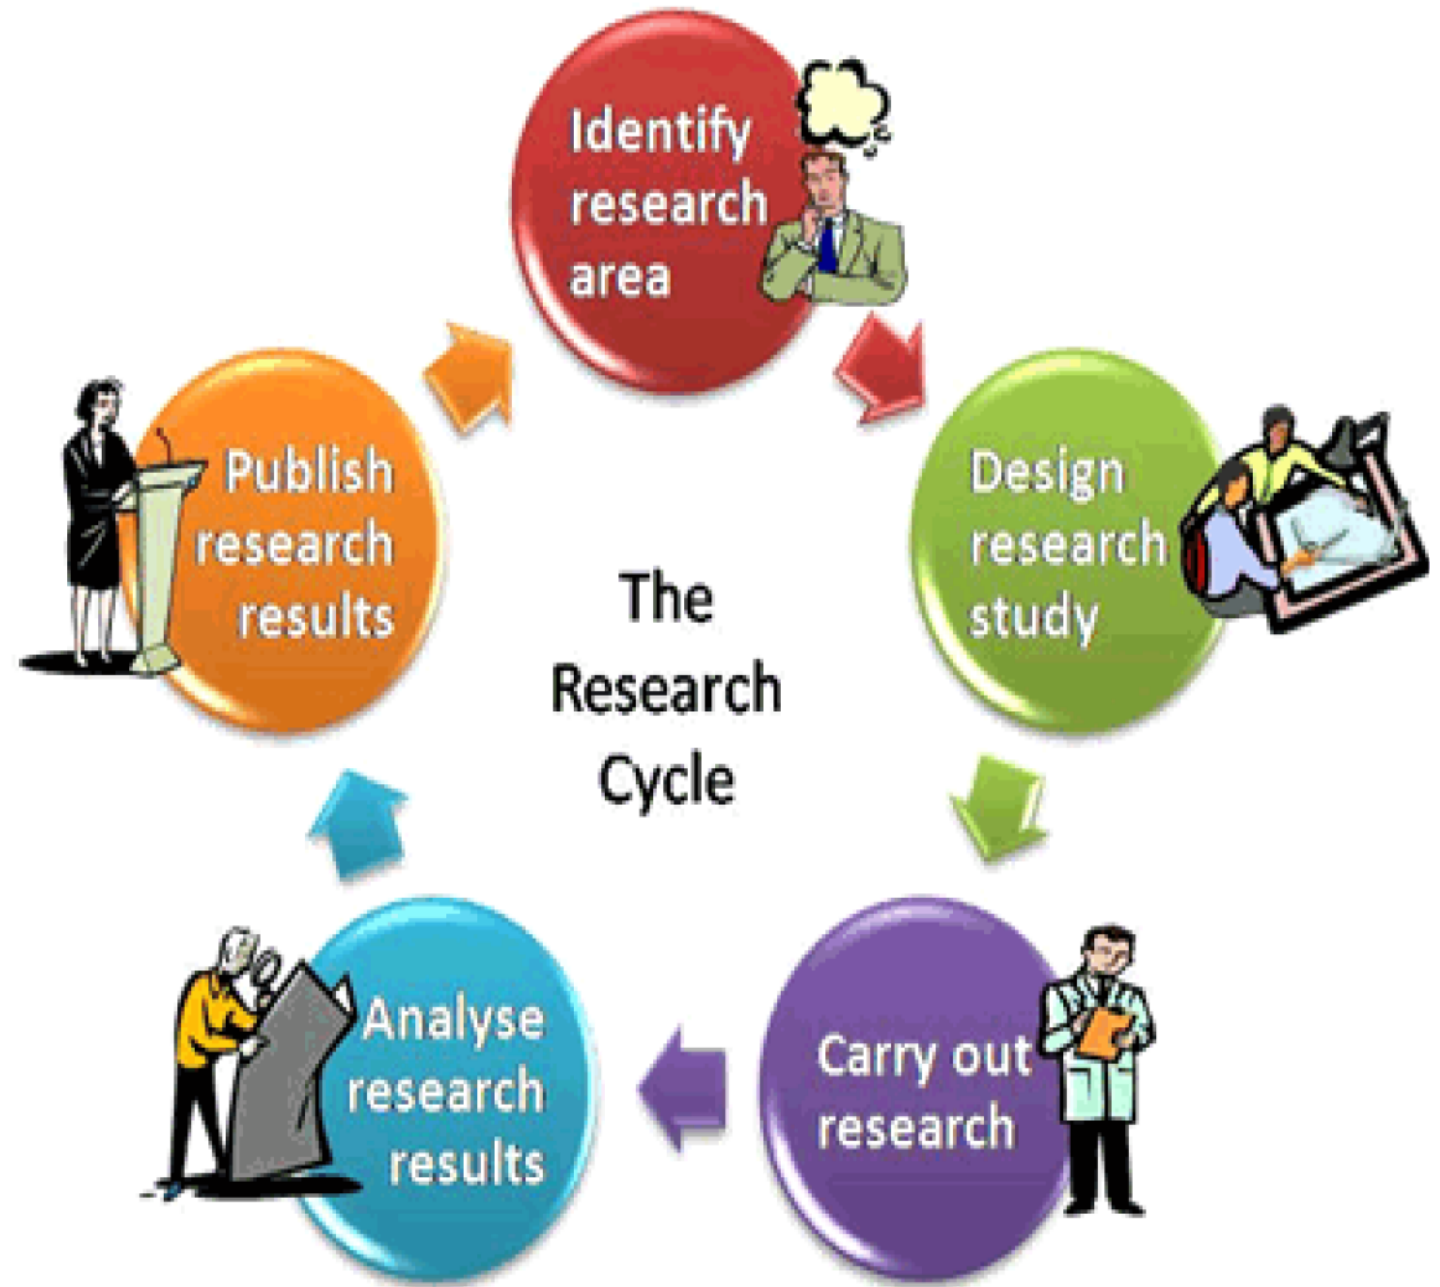 Identify
research
area
Design
research
study
Carry out
research
Analyse
research
results
Publish
research
results
The
Research
Cycle